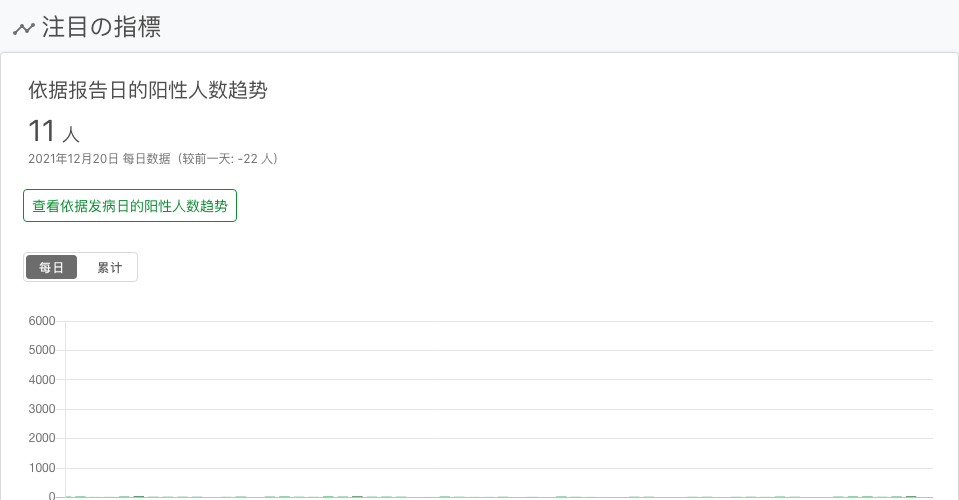 注目の指標
依据报告日的阳性人数趋势
11 人
2021年12月20日 每日数据（较前一天: -22 人）
查看依据发病日的阳性人数趋势
每日 累计
6000
5000
4000
3000
2000
1000
0